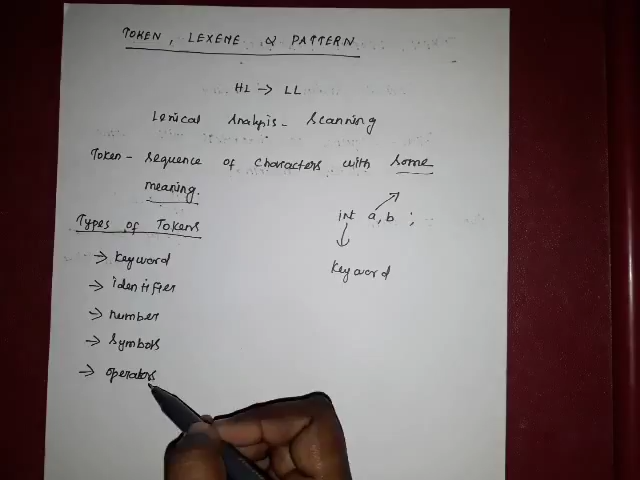 TOKEN, LEXEME & PATTERN
HL → LL
Lexical Analysis - Scanning
Token - Sequence of characters with some
meaning.
Types of Tokens
→ keyword
→ identifier
→ number
→ symbols
→ operators
int a, b ;
keyword